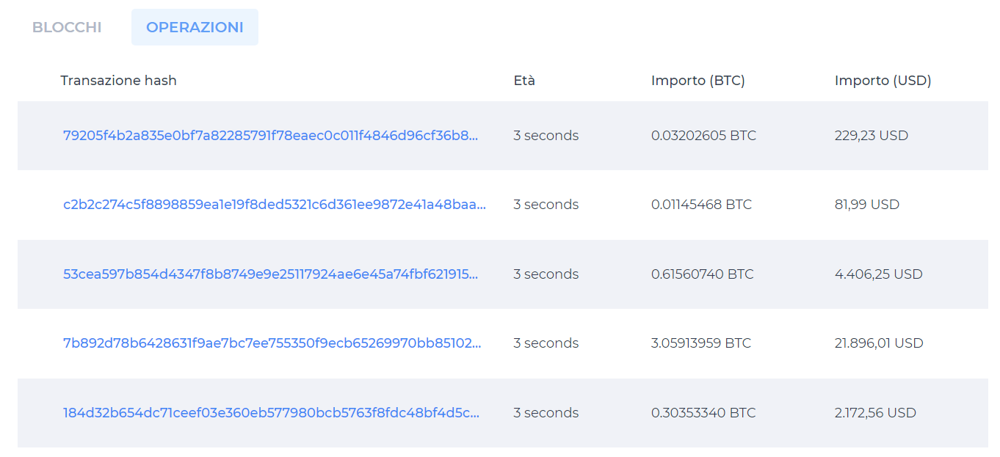 BLOCCHI OPERAZIONI
Transazione hash Età Importo (BTC) Importo (USD)
79205f4b2a835e0bf7a82285791f78eaec0c011f4846d96cf36b8... 3 seconds 0.03202605 BTC 229,23 USD
c2b2c274c5f8898859ea1e19f8ded5321c6d361ee9872e41a48baa... 3 seconds 0.01145468 BTC 81,99 USD
53cea597b854d4347f8b8749e9e25117924ae6e45a74fbf621915... 3 seconds 0.61560740 BTC 4.406,25 USD
7b892d78b6428631f9ae7bc7ee755350f9ecb65269970bb85102... 3 seconds 3.05913959 BTC 21.896,01 USD
184d32b654dc71ceef03e360eb577980bcb5763f8fdc48bf4d5c... 3 seconds 0.30353340 BTC 2.172,56 USD